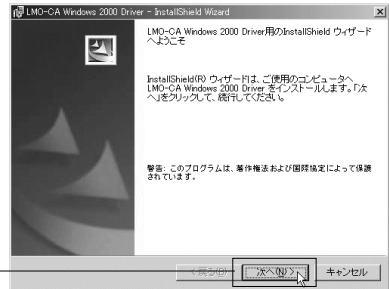 LMO-CA Windows 2000 Driver - InstallShield Wizard
LMO-CA Windows 2000 Driver用のInstallShield ウィザード
へようこそ
InstallShield(R) ウィザードは、ご使用のコンピュータへ
LMO-CA Windows 2000 Driver をインストールします。「次
へ」をクリックして、続行してください。
警告: このプログラムは、著作権法および国際協定によって保護
されています。
< 戻る(B)
次へ(N) >
キャンセル